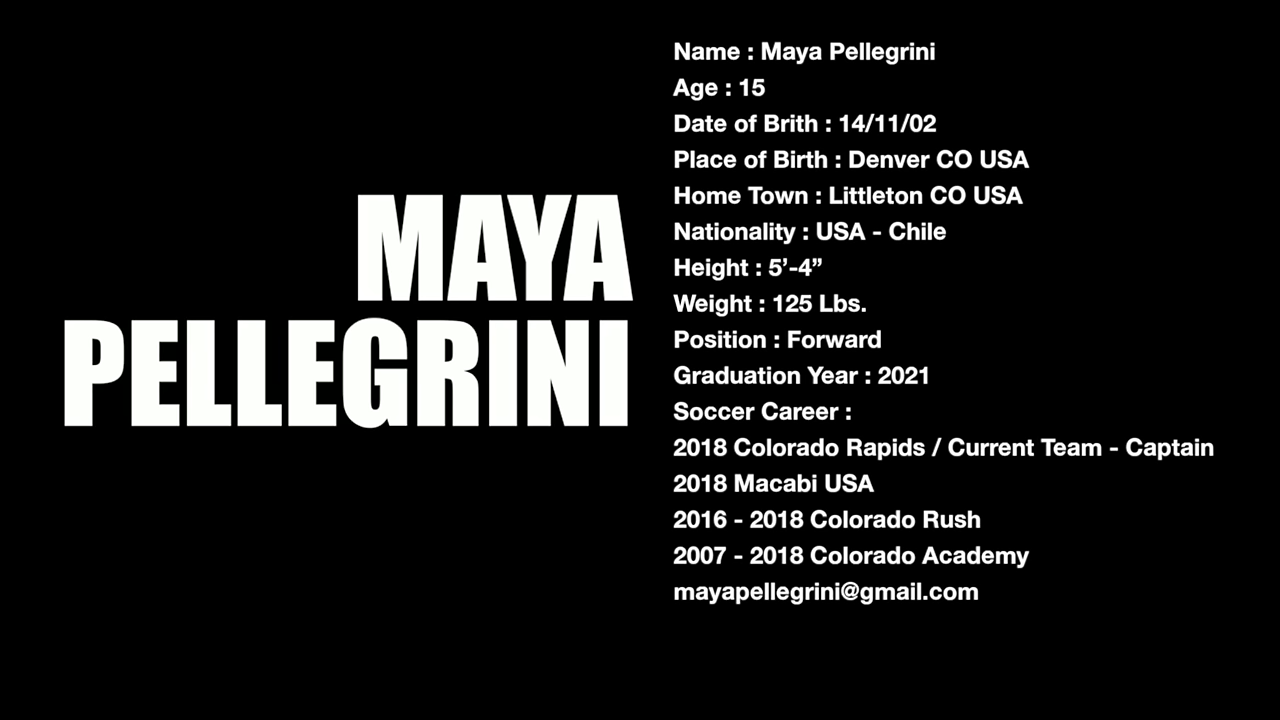 MAYA
PELLEGRINI
Name : Maya Pellegrini
Age : 15
Date of Brith : 14/11/02
Place of Birth : Denver CO USA
Home Town : Littleton CO USA
Nationality : USA - Chile
Height : 5’-4”
Weight : 125 Lbs.
Position : Forward
Graduation Year : 2021
Soccer Career :
2018 Colorado Rapids / Current Team - Captain
2018 Macabi USA
2016 - 2018 Colorado Rush
2007 - 2018 Colorado Academy
mayapellegrini@gmail.com